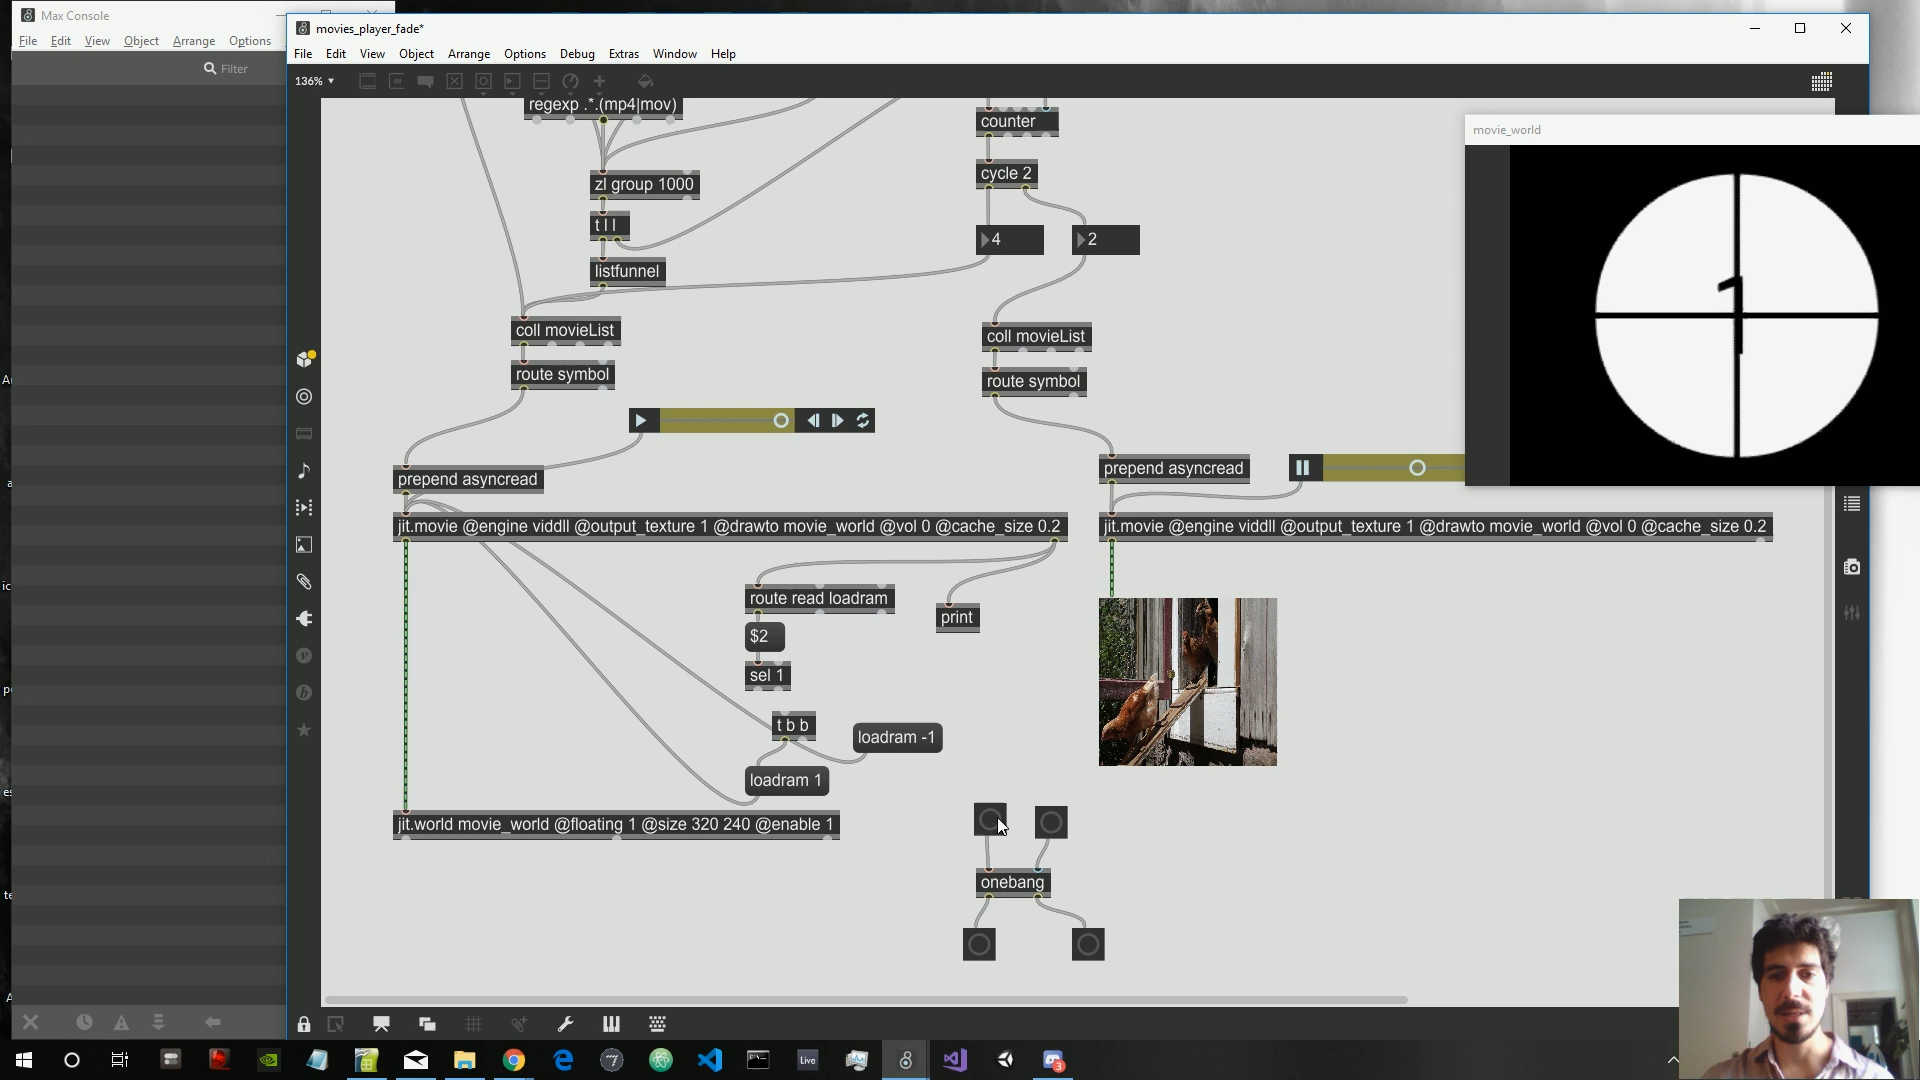 Max Console
File Edit View Object Arrange Options
Filter
movies_player_fade*
File Edit View Object Arrange Options Debug Extras Window Help
136%
regexp .*.(mp4|mov)
counter
movie_world
zl group 1000
cycle 2
t l l
4
2
listfunnel
coll movieList
coll movieList
route symbol
route symbol
1
prepend asyncread
prepend asyncread
jit.movie @engine viddll @output_texture 1 @drawto movie_world @vol 0 @cache_size 0.2
jit.movie @engine viddll @output_texture 1 @drawto movie_world @vol 0 @cache_size 0.2
route read loadram
print
$2
sel 1
t b b
loadram -1
loadram 1
jit.world movie_world @floating 1 @size 320 240 @enable 1
onebang
Live
3